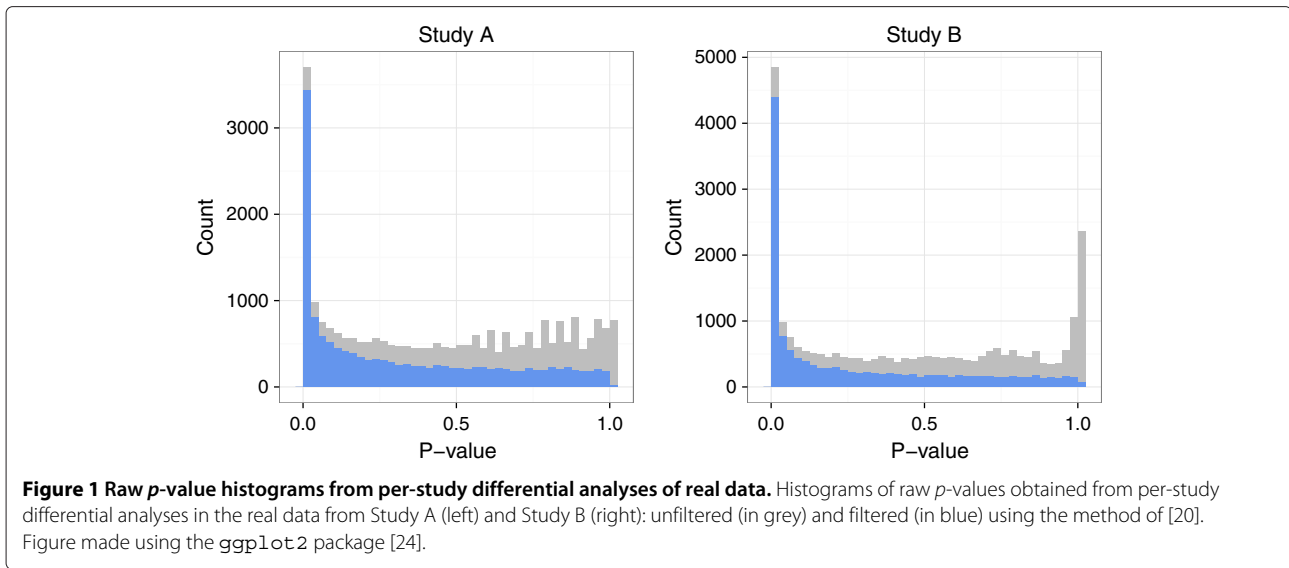 Study A
Study B
Count
3000
2000
1000
0
0.0
0.5
1.0
P−value
Count
5000
4000
3000
2000
1000
0
0.0
0.5
1.0
P−value
Figure 1 Raw p-value histograms from per-study differential analyses of real data. Histograms of raw p-values obtained from per-study
differential analyses in the real data from Study A (left) and Study B (right): unfiltered (in grey) and filtered (in blue) using the method of [20].
Figure made using the ggplot2 package [24].